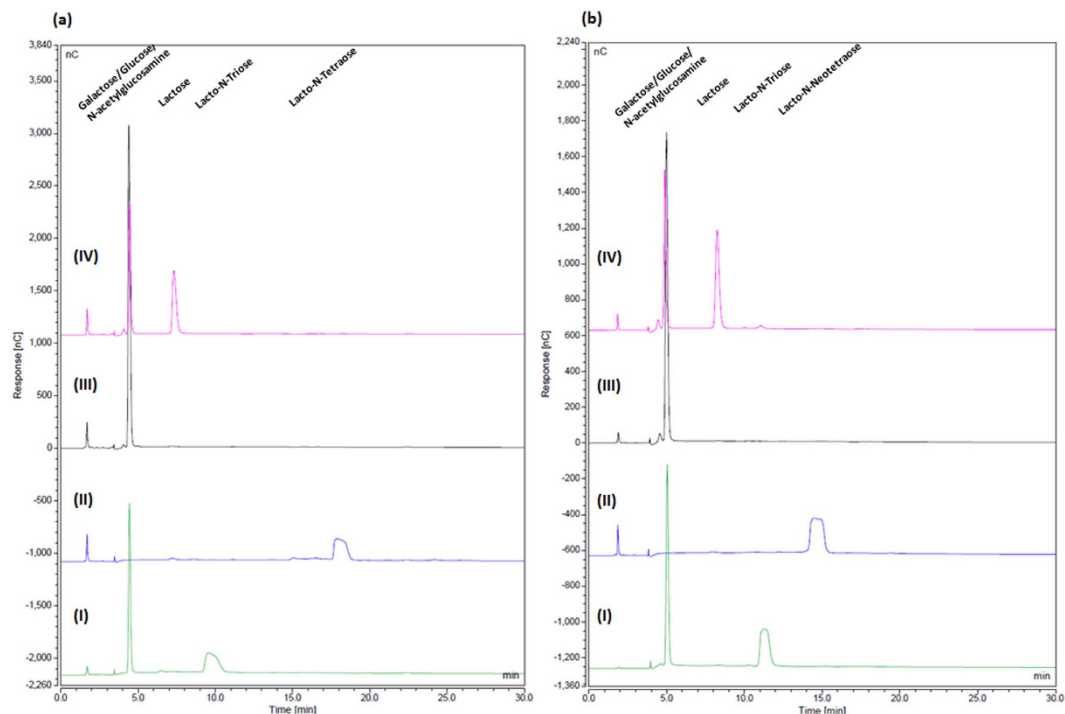 (a)
3,840
nC
3,500
3,000
2,500
2,000
1,500
1,000
500
0
-500
-1,000
-1,500
-2,000
-2,260
Response [nC]
Galactose/Glucose/
N-acetylglucosamine
Lactose
Lacto-N-Triose
Lacto-N-Tetraose
(IV)
(III)
(II)
(I)
min
0.0
5.0
10.0
15.0
20.0
25.0
30.0
Time [min]
(b)
2,240
nC
2,000
1,800
1,600
1,400
1,200
1,000
800
600
400
200
0
-200
-400
-600
-800
-1,000
-1,200
-1,360
Response [nC]
Galactose/Glucose/
N-acetylglucosamine
Lactose
Lacto-N-Triose
Lacto-N-Neotetraose
(IV)
(III)
(II)
(I)
min
0.0
5.0
10.0
15.0
20.0
25.0
30.0
Time [min]